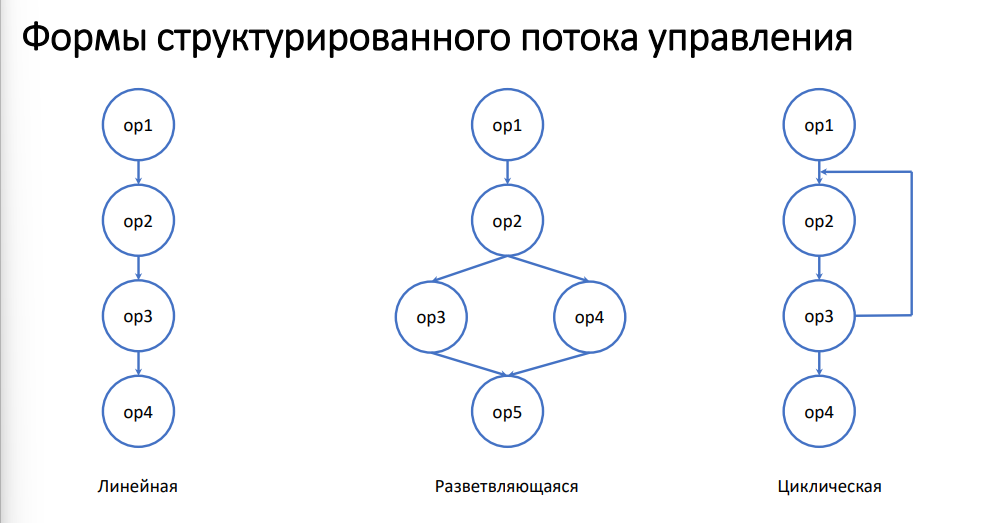 Формы структурированного потока управления
op1
op2
op3
op4
Линейная
op1
op2
op3
op4
op5
Разветвляющаяся
op1
op2
op3
op4
Циклическая